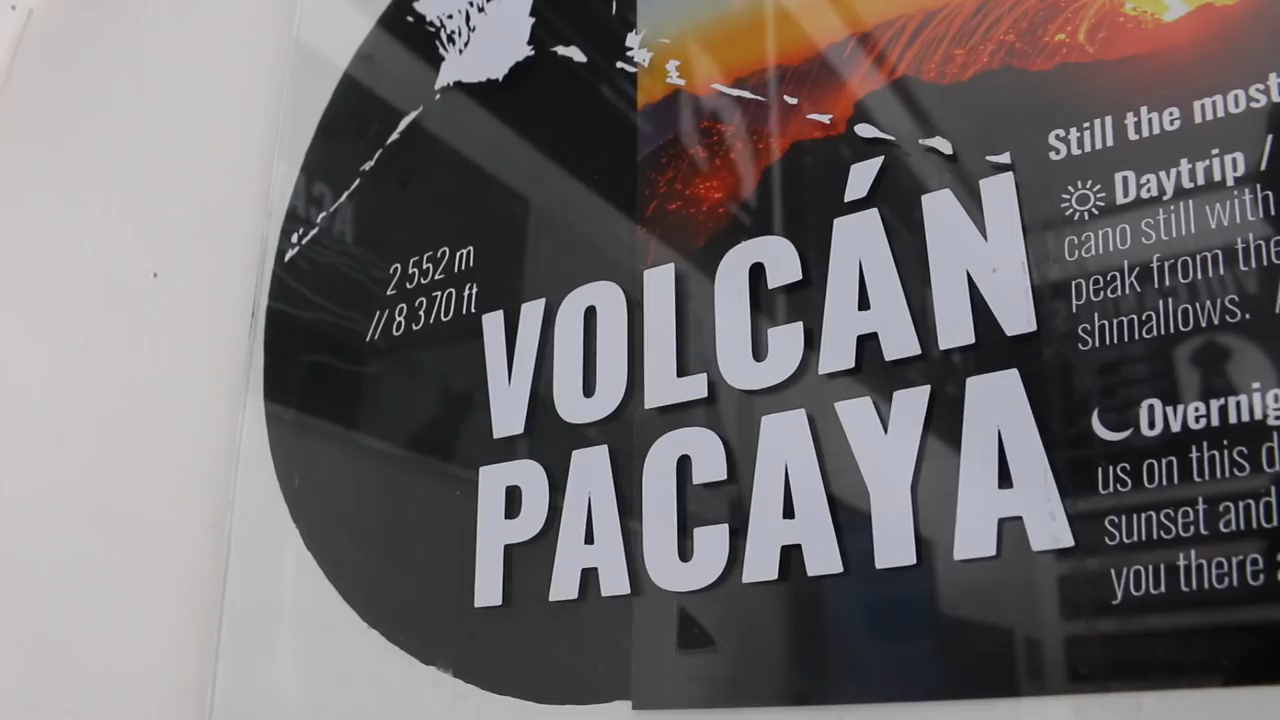 2 552 m
// 8 370 ft
VOLCÁN
PACAYA
Still the most
Daytrip /
cano still with
peak from the
shmallows. /
Overnig
us on this d
sunset and
you there